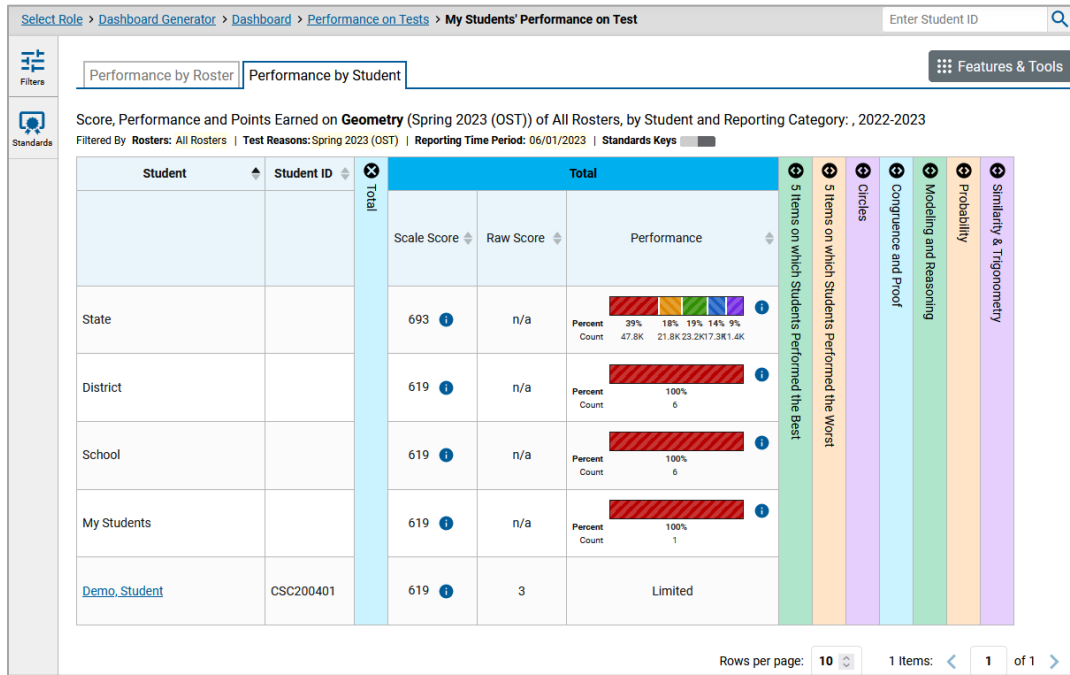 Select Role > Dashboard Generator > Dashboard > Performance on Tests > My Students' Performance on Test
Enter Student ID
Filters
Standards
Performance by Roster
Performance by Student
Features & Tools
Score, Performance and Points Earned on Geometry (Spring 2023 (OST)) of All Rosters, by Student and Reporting Category: , 2022-2023
Filtered By Rosters: All Rosters | Test Reasons: Spring 2023 (OST) | Reporting Time Period: 06/01/2023 | Standards Keys
Student
Student ID
Total
Total
Scale Score
Raw Score
Performance
5 Items on which Students Performed the Best
5 Items on which Students Performed the Worst
Circles
Congruence and Proof
Modeling and Reasoning
Probability
Similarity & Trigonometry
State
693
n/a
Percent 39% 18% 19% 14% 9%
Count 47.8K 21.8K 23.2K 17.3K 1.4K
District
619
n/a
Percent 100%
Count 6
School
619
n/a
Percent 100%
Count 6
My Students
619
n/a
Percent 100%
Count 1
Demo, Student
CSC200401
619
3
Limited
Rows per page: 10
1 Items:
1
of 1